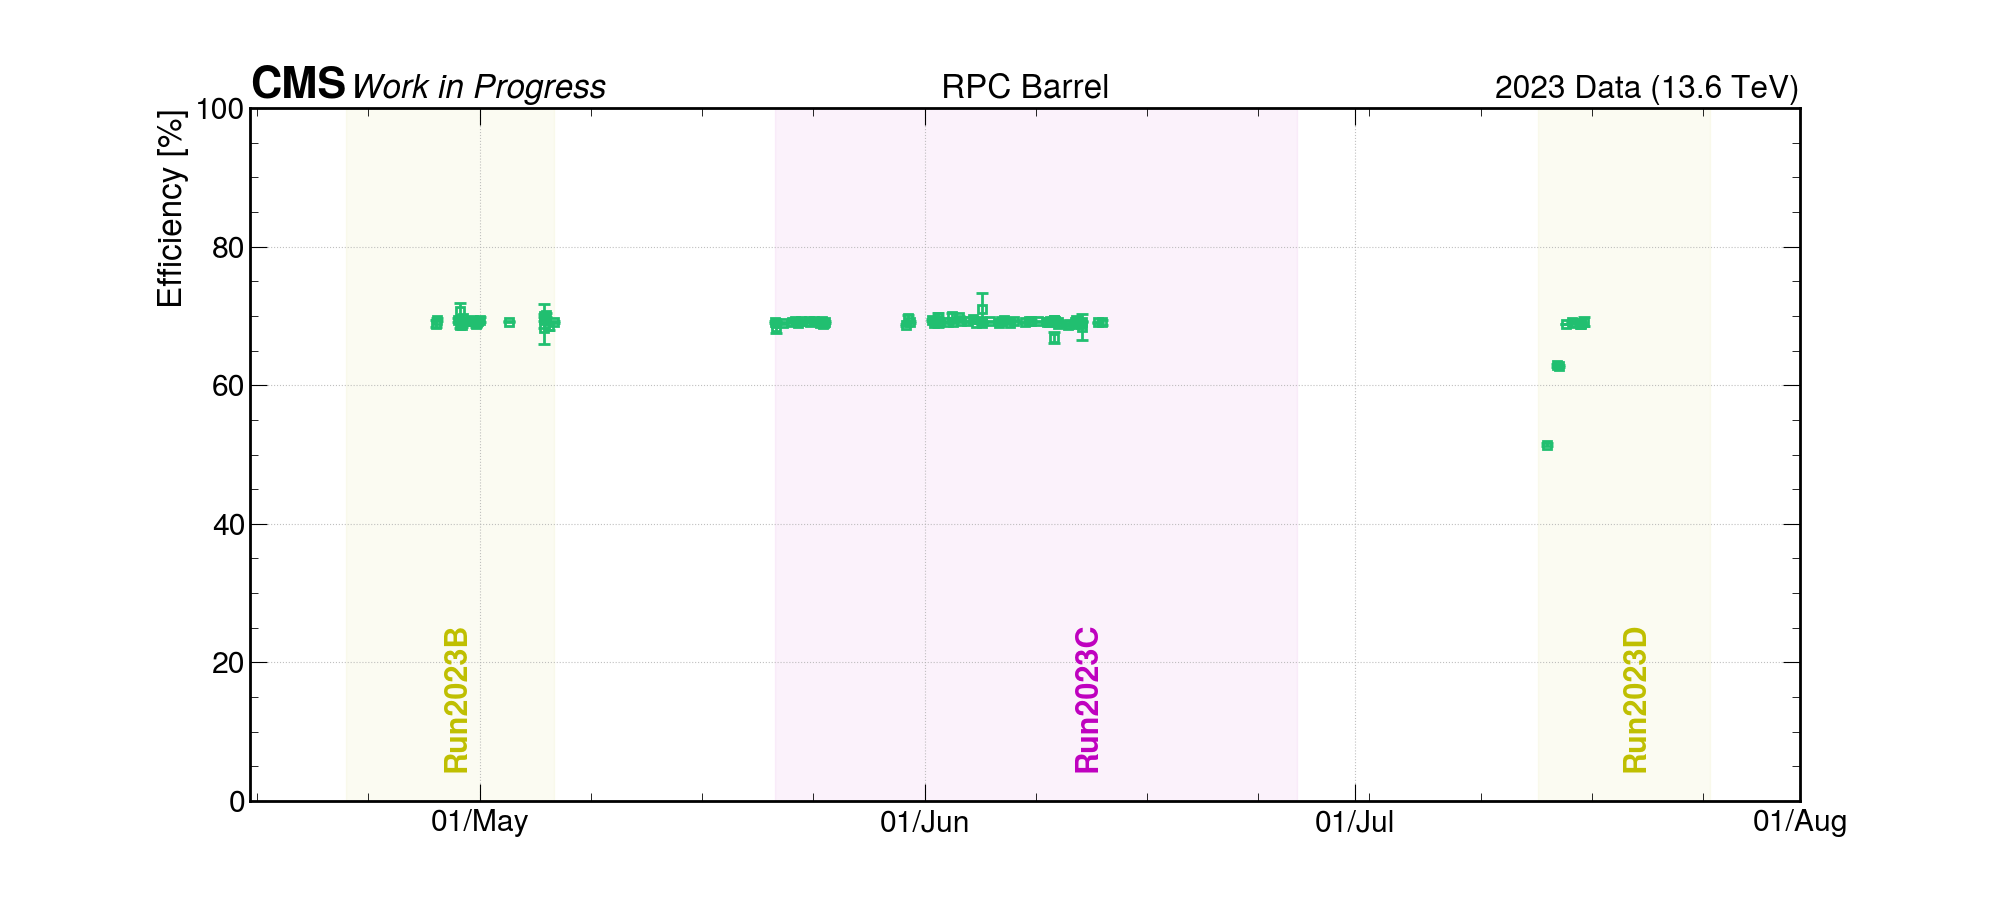 CMS Work in Progress
RPC Barrel
2023 Data (13.6 TeV)
Efficiency [%]
100
80
60
40
20
0
Run2023B
Run2023C
Run2023D
01/May
01/Jun
01/Jul
01/Aug